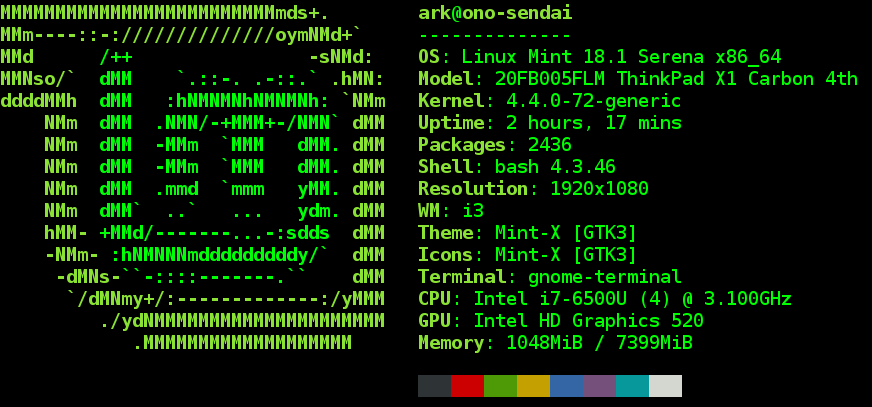 MMMMMMMMMMMMMMMMMMMMMMMMMmds+.        ark@ono-sendai
MMm----::-://////////////oymNMd+`     --------------
MMd      /++                -sNMd:    OS: Linux Mint 18.1 Serena x86_64
MMNso/`  dMM    `.::-. .-::.` .hMN:   Model: 20FB005FLM ThinkPad X1 Carbon 4th
ddddMMh  dMM   :hNMNMNhNMNMNh: `NMm   Kernel: 4.4.0-72-generic
    NMm  dMM  .NMN/-+MMM+-/NMN` dMM   Uptime: 2 hours, 17 mins
    NMm  dMM  -MMm  `MMM   dMM. dMM   Packages: 2436
    NMm  dMM  -MMm  `MMM   dMM. dMM   Shell: bash 4.3.46
    NMm  dMM  .mmd  `mmm   yMM. dMM   Resolution: 1920x1080
    NMm  dMM`  ..`   ...   ydm. dMM   WM: i3
    hMM- +MMd/-------...-:sdds  dMM   Theme: Mint-X [GTK3]
    -NMm- :hNMNNNmdddddddddy/`  dMM   Icons: Mint-X [GTK3]
     -dMNs-``-::::-------.``    dMM   Terminal: gnome-terminal
      `/dMNmy+/:-------------:/yMMM   CPU: Intel i7-6500U (4) @ 3.100GHz
         ./ydNMMMMMMMMMMMMMMMMMMMMM   GPU: Intel HD Graphics 520
            .MMMMMMMMMMMMMMMMMMM      Memory: 1048MiB / 7399MiB